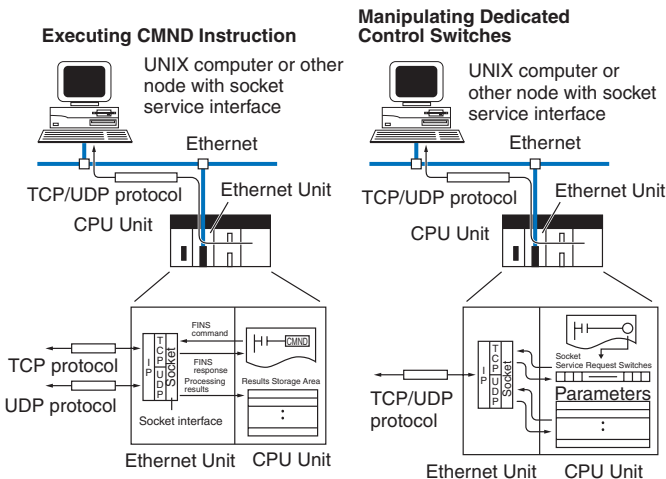 Executing CMND Instruction
UNIX computer or other
node with socket
service interface
Ethernet
TCP/UDP protocol
Ethernet Unit
CPU Unit
FINS
command
CMND
FINS
response
Processing
results
Results Storage Area
IP
TCP
UDP
Socket
TCP protocol
UDP protocol
Socket interface
Ethernet Unit
CPU Unit
Manipulating Dedicated
Control Switches
UNIX computer or
other node with socket
service interface
Ethernet
TCP/UDP protocol
Ethernet Unit
CPU Unit
Socket
Service Request Switches
Parameters
IP
TCP
UDP
Socket
TCP/UDP
protocol
Ethernet Unit
CPU Unit